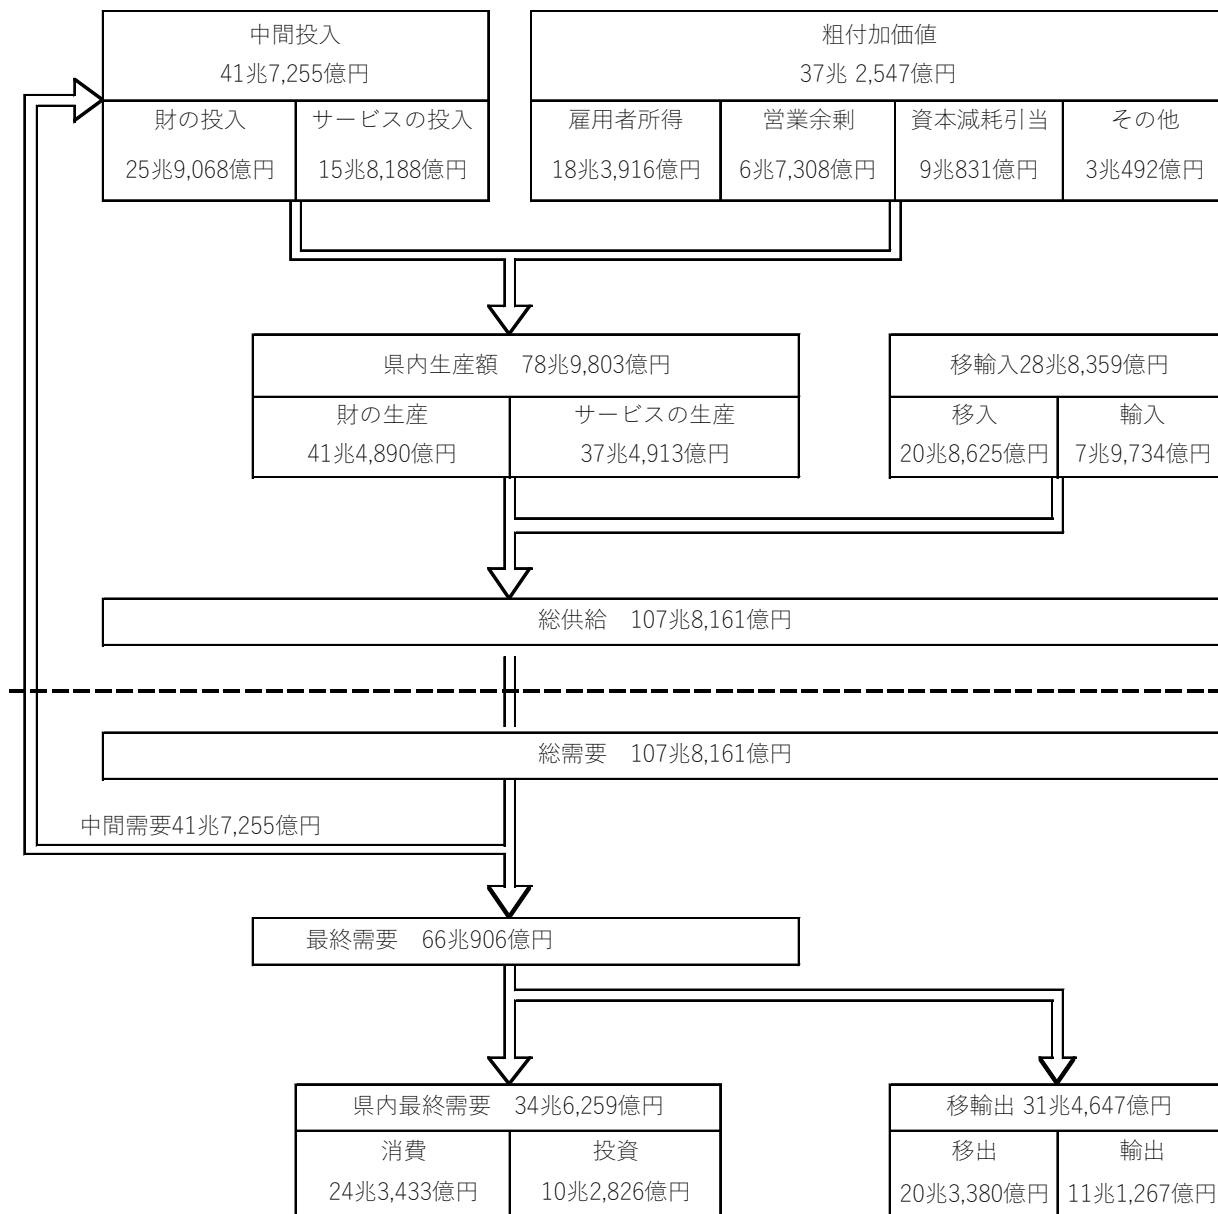 中間投入
41兆7,255億円
財の投入
25兆9,068億円
サービスの投入
15兆8,188億円
粗付加価値
37兆 2,547億円
雇用者所得
18兆3,916億円
営業余剰
6兆7,308億円
資本減耗引当
9兆831億円
その他
3兆492億円
県内生産額　78兆9,803億円
財の生産
41兆4,890億円
サービスの生産
37兆4,913億円
移輸入28兆8,359億円
移入
20兆8,625億円
輸入
7兆9,734億円
総供給　107兆8,161億円
総需要　107兆8,161億円
中間需要41兆7,255億円
最終需要　66兆906億円
県内最終需要　34兆6,259億円
消費
24兆3,433億円
投資
10兆2,826億円
移輸出 31兆4,647億円
移出
20兆3,380億円
輸出
11兆1,267億円